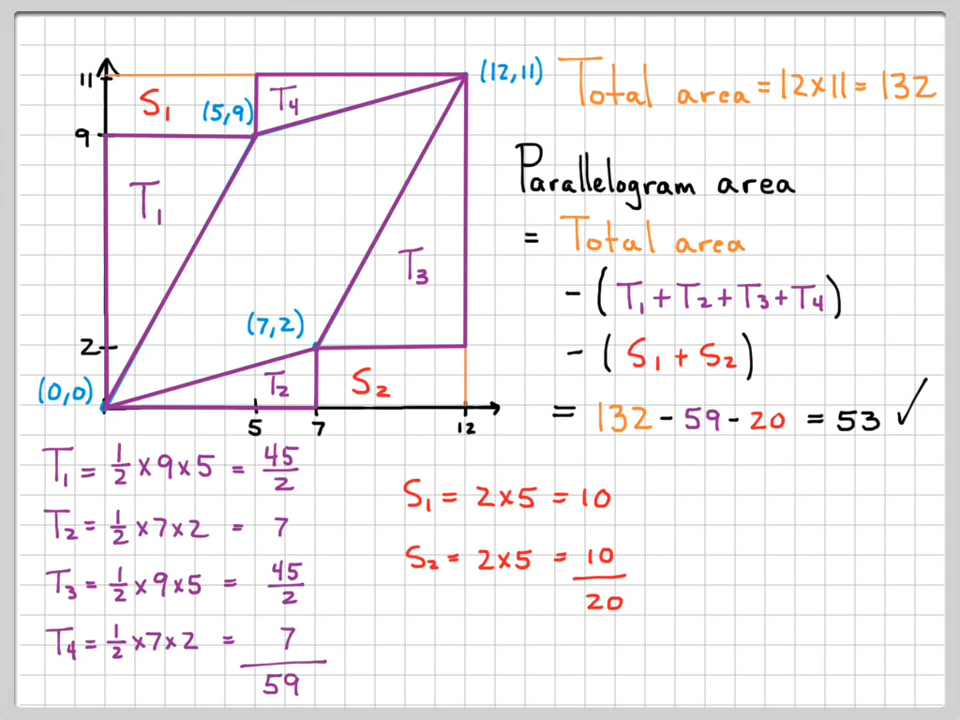 11
S₁
(5,9)
T₄
(12,11)
Total area = 12×11 = 132
9
T₁
Parallelogram area
= Total area
T₃
- (T₁ + T₂ + T₃ + T₄)
(7,2)
2
- (S₁ + S₂)
(0,0)
T₂
S₂
5 7 12
= 132 - 59 - 20 = 53 ✓
T₁ = 1/2 × 9 × 5 = 45/2
T₂ = 1/2 × 7 × 2 = 7
T₃ = 1/2 × 9 × 5 = 45/2
T₄ = 1/2 × 7 × 2 = 7
59
S₁ = 2 × 5 = 10
S₂ = 2 × 5 = 10
20